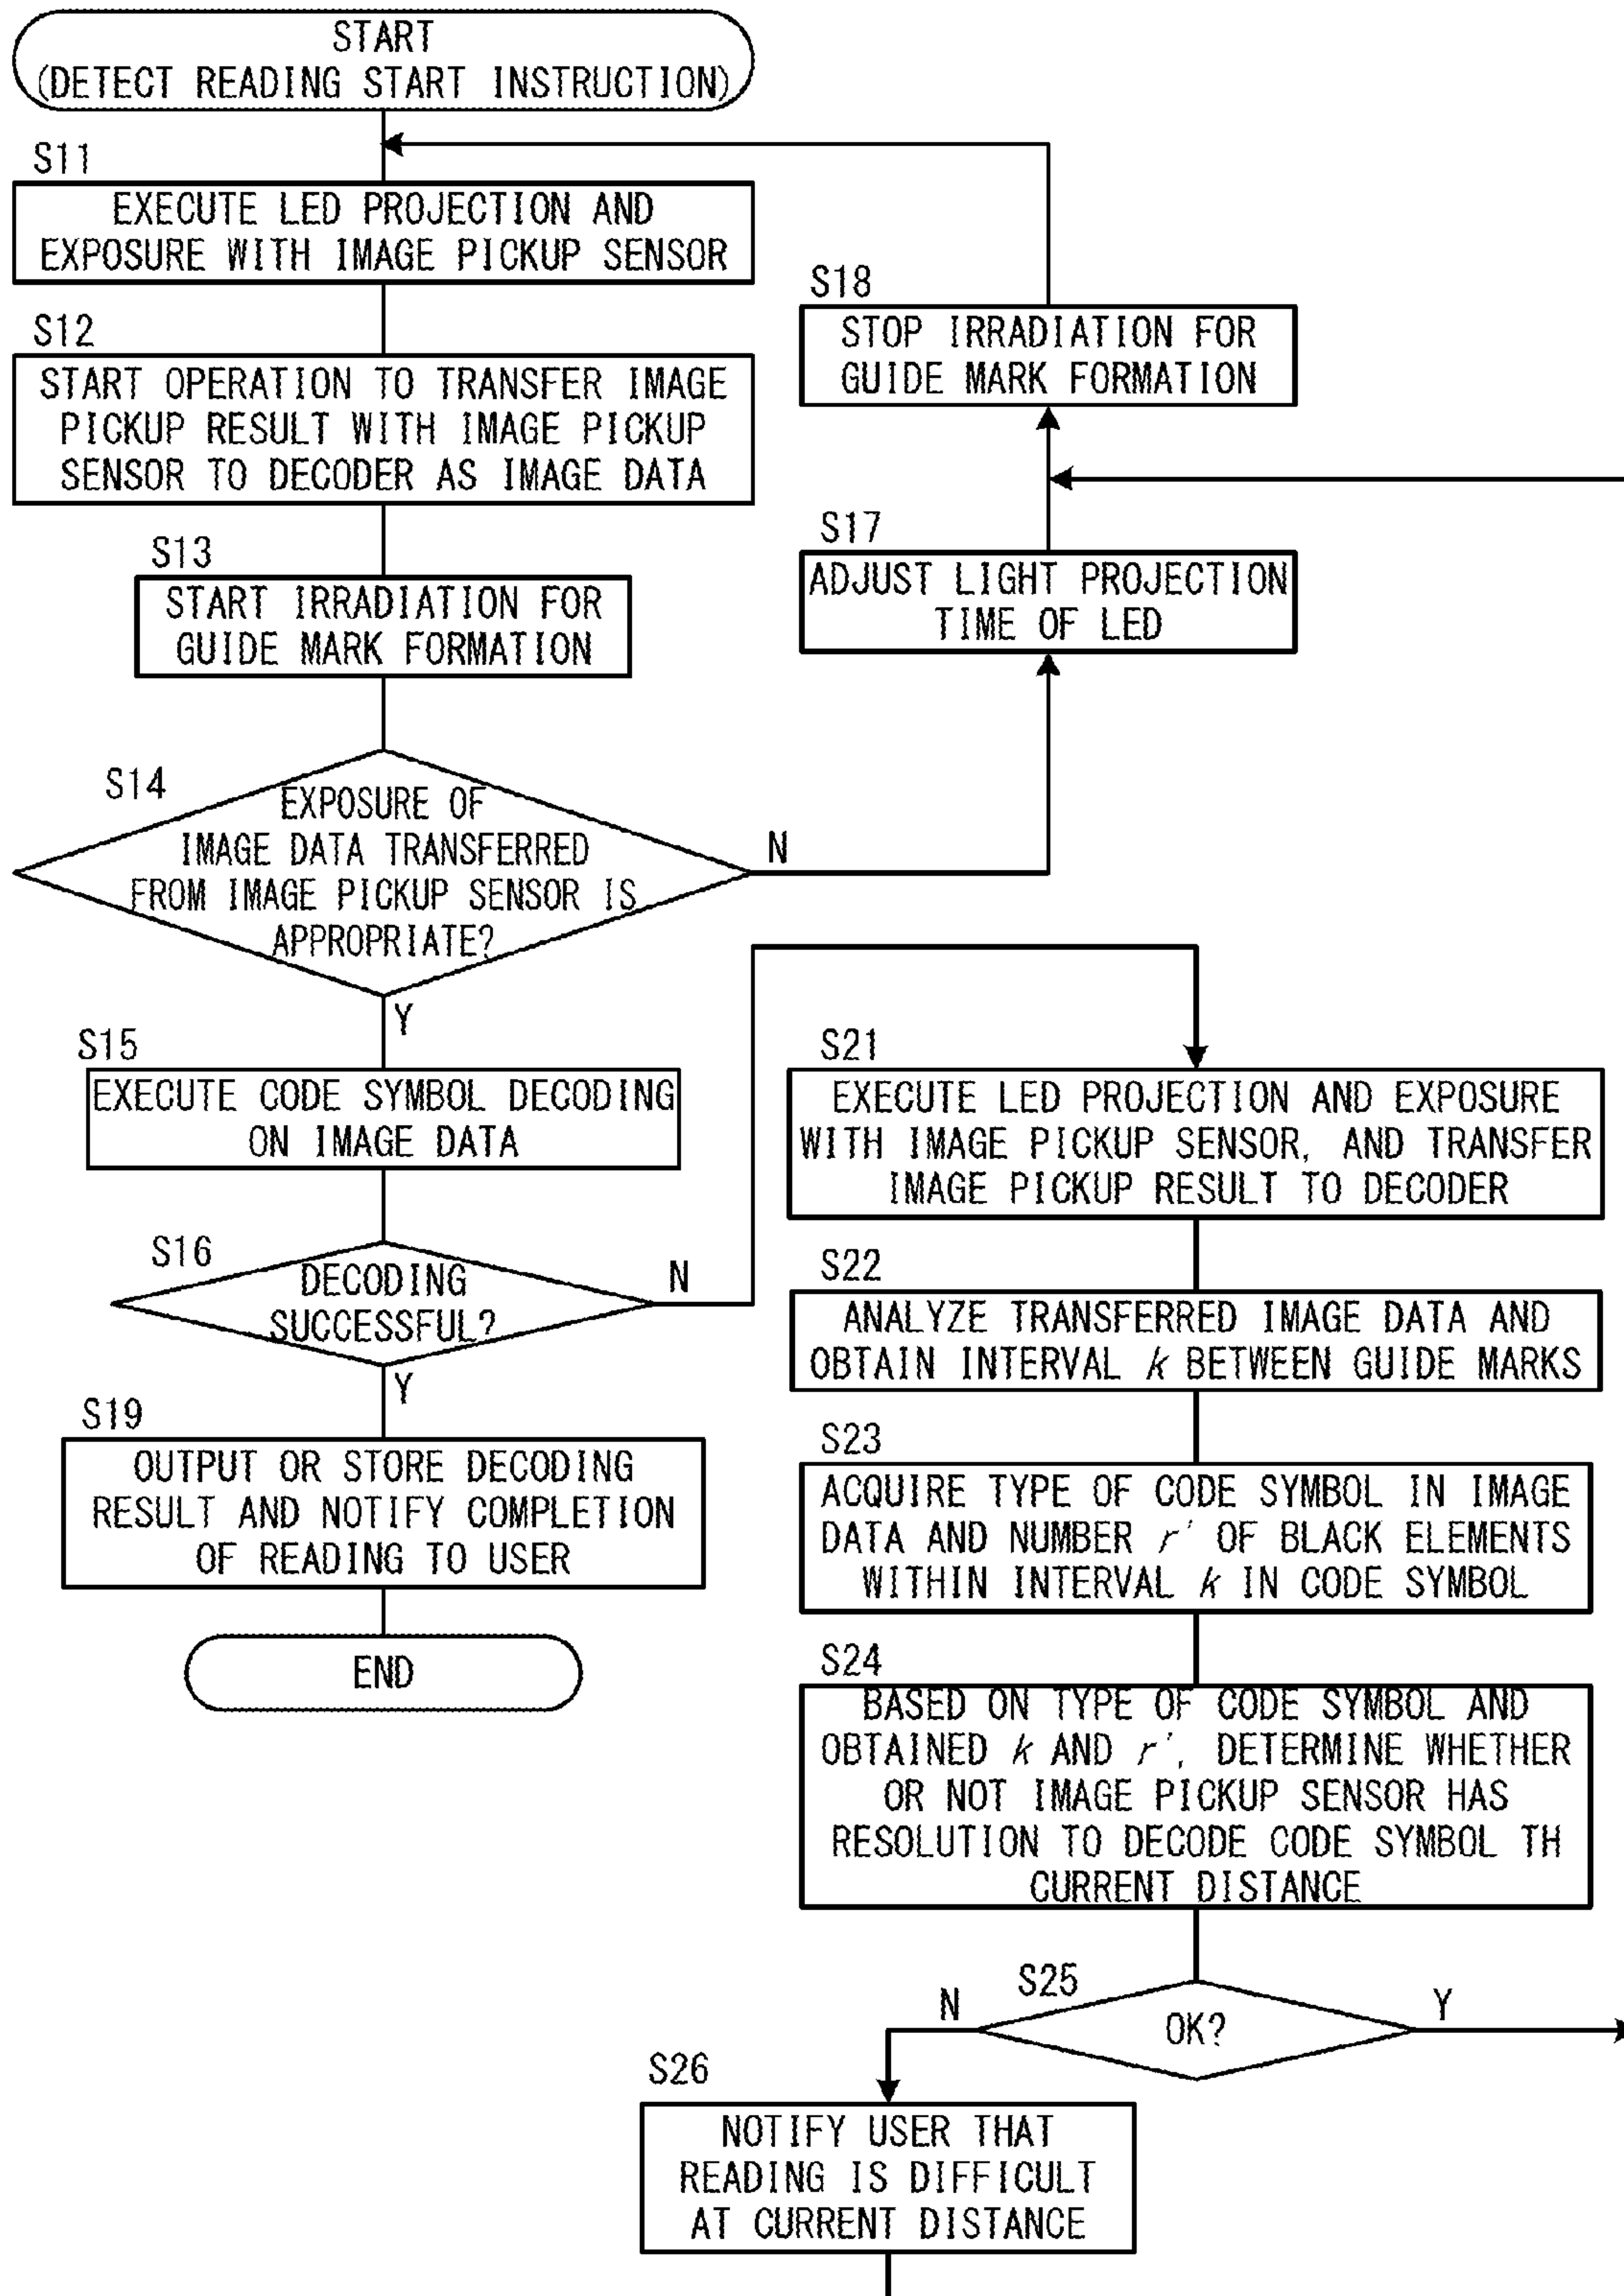 START
(DETECT READING START INSTRUCTION)
S11
EXECUTE LED PROJECTION AND
EXPOSURE WITH IMAGE PICKUP SENSOR
S12
START OPERATION TO TRANSFER IMAGE
PICKUP RESULT WITH IMAGE PICKUP
SENSOR TO DECODER AS IMAGE DATA
S13
START IRRADIATION FOR
GUIDE MARK FORMATION
S14
EXPOSURE OF
IMAGE DATA TRANSFERRED
FROM IMAGE PICKUP SENSOR IS
APPROPRIATE?
N
Y
S15
EXECUTE CODE SYMBOL DECODING
ON IMAGE DATA
S16
DECODING
SUCCESSFUL?
N
Y
S19
OUTPUT OR STORE DECODING
RESULT AND NOTIFY COMPLETION
OF READING TO USER
END
S18
STOP IRRADIATION FOR
GUIDE MARK FORMATION
S17
ADJUST LIGHT PROJECTION
TIME OF LED
S21
EXECUTE LED PROJECTION AND EXPOSURE
WITH IMAGE PICKUP SENSOR, AND TRANSFER
IMAGE PICKUP RESULT TO DECODER
S22
ANALYZE TRANSFERRED IMAGE DATA AND
OBTAIN INTERVAL k BETWEEN GUIDE MARKS
S23
ACQUIRE TYPE OF CODE SYMBOL IN IMAGE
DATA AND NUMBER r' OF BLACK ELEMENTS
WITHIN INTERVAL k IN CODE SYMBOL
S24
BASED ON TYPE OF CODE SYMBOL AND
OBTAINED k AND r', DETERMINE WHETHER
OR NOT IMAGE PICKUP SENSOR HAS
RESOLUTION TO DECODE CODE SYMBOL TH
CURRENT DISTANCE
S25
OK?
N
Y
S26
NOTIFY USER THAT
READING IS DIFFICULT
AT CURRENT DISTANCE